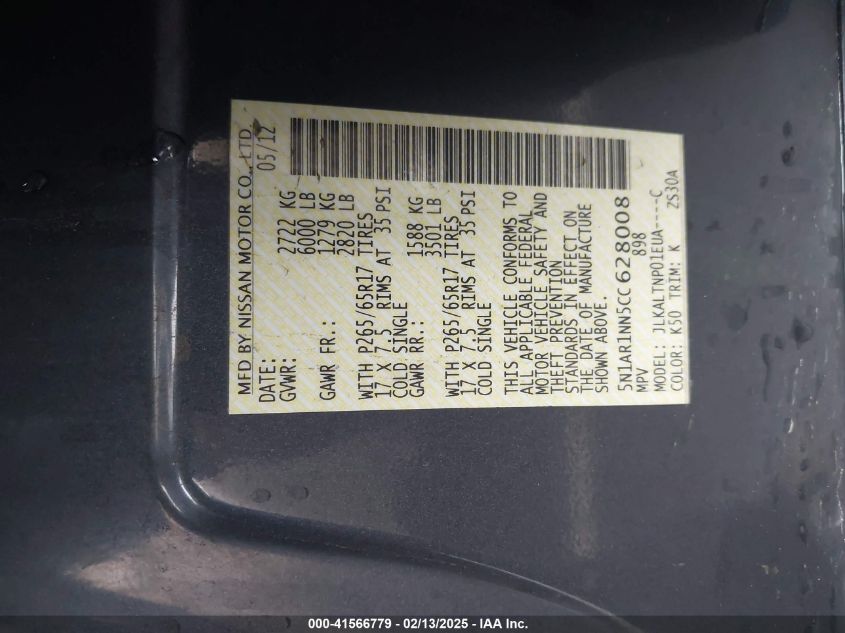 MFD BY NISSAN MOTOR CO., LTD.
DATE: 05/12
GVWR: 2722 KG
6000 LB
GAWR FR.: 1279 KG
2820 LB
WITH P265/65R17 TIRES
17 X 7.5 RIMS AT 35 PSI
COLD SINGLE
GAWR RR.: 1588 KG
3501 LB
WITH P265/65R17 TIRES
17 X 7.5 RIMS AT 35 PSI
COLD SINGLE
THIS VEHICLE CONFORMS TO
ALL APPLICABLE FEDERAL
MOTOR VEHICLE SAFETY AND
THEFT PREVENTION
STANDARDS IN EFFECT ON
THE DATE OF MANUFACTURE
SHOWN ABOVE.
5N1AR1NN5CC628008
MPV 898
MODEL: JLKALTNPD1EUA----C
COLOR: K50 TRIM: K ZS30A
000-41566779 - 02/13/2025 - IAA Inc.